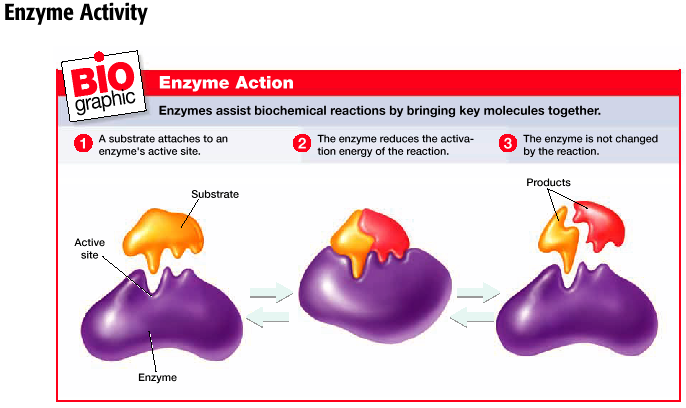 Enzyme Activity
BIO
graphic
Enzyme Action
Enzymes assist biochemical reactions by bringing key molecules together.
1 A substrate attaches to an
enzyme's active site.
2 The enzyme reduces the activa-
tion energy of the reaction.
3 The enzyme is not changed
by the reaction.
Substrate
Products
Active
site
Enzyme